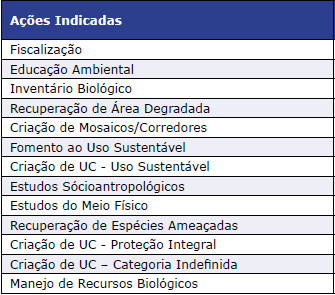 Ações Indicadas
Fiscalização
Educação Ambiental
Inventário Biológico
Recuperação de Área Degradada
Criação de Mosaicos/Corredores
Fomento ao Uso Sustentável
Criação de UC - Uso Sustentável
Estudos Sócioantropológicos
Estudos do Meio Físico
Recuperação de Espécies Ameaçadas
Criação de UC - Proteção Integral
Criação de UC – Categoria Indefinida
Manejo de Recursos Biológicos